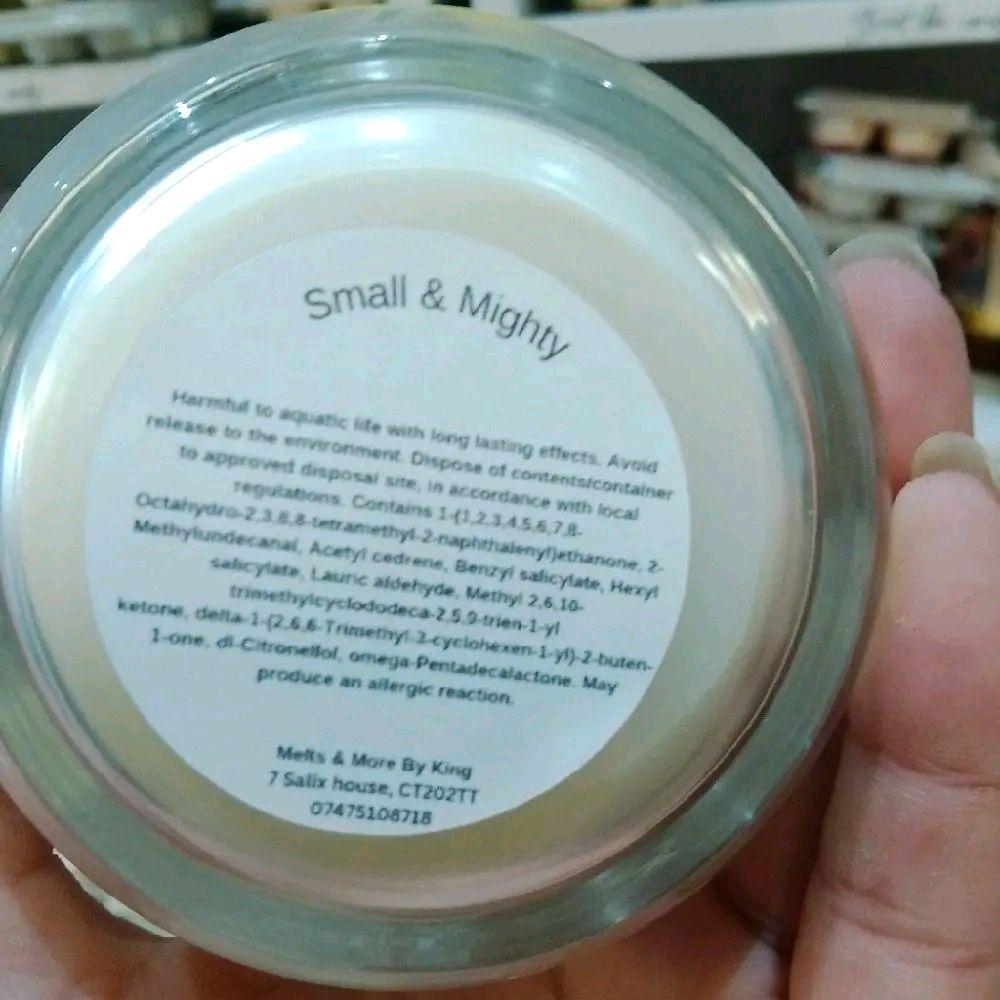 Small & Mighty
Harmful to aquatic life with long lasting effects. Avoid
release to the environment. Dispose of contents/container
to approved disposal site, in accordance with local
regulations. Contains 1-(1,2,3,4,5,6,7,8-
Octahydro-2,3,8,8-tetramethyl-2-naphthalenyl)ethanone, 2-
Methylundecanal, Acetyl cedrene, Benzyl salicylate, Hexyl
salicylate, Lauric aldehyde, Methyl 2,6,10-
trimethylcyclododeca-2,5,9-trien-1-yl
ketone, delta-1-(2,6,6-Trimethyl-3-cyclohexen-1-yl)-2-buten-
1-one, dl-Citronellol, omega-Pentadecalactone. May
produce an allergic reaction.
Melts & More By King
7 Salix house, CT202TT
07475108718